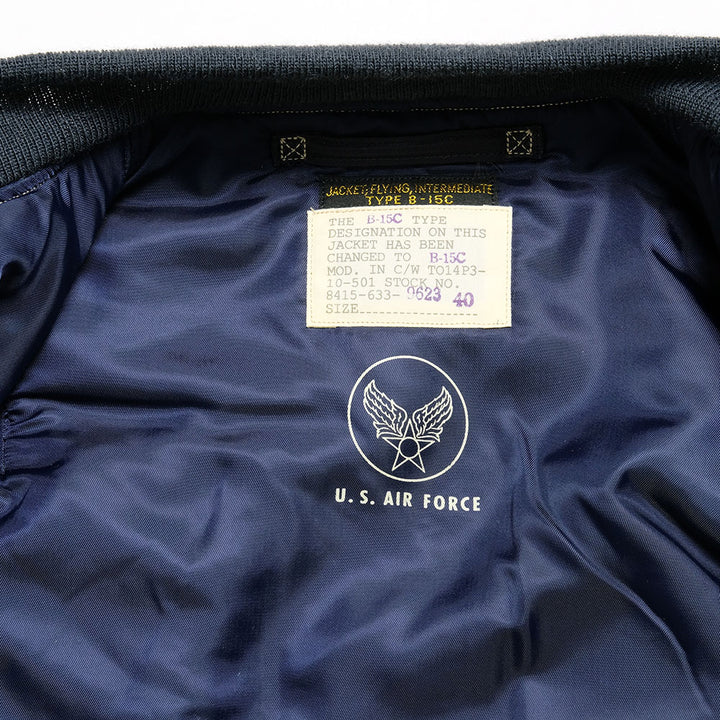 JACKET, FLYING, INTERMEDIATE
TYPE B-15C
THE B-15C TYPE
DESIGNATION ON THIS
JACKET HAS BEEN
CHANGED TO B-15C
MOD. IN C/W TO14P3-
10-501 STOCK NO.
8415-633- 9623 40
SIZE
U.S. AIR FORCE